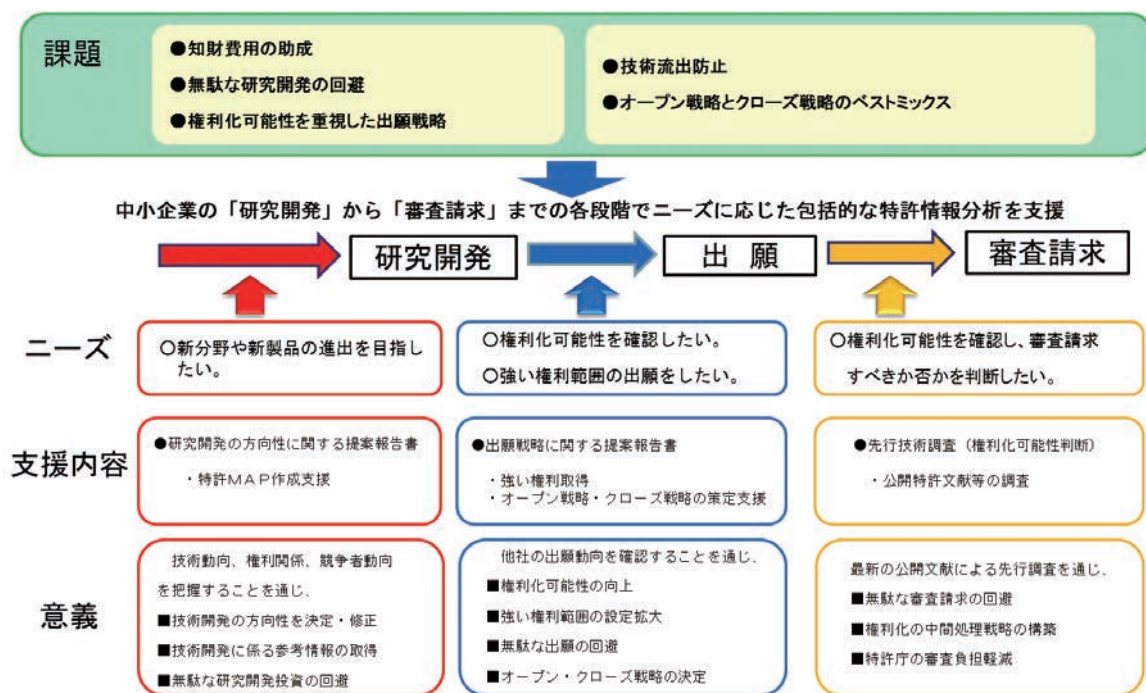 課題
●知財費用の助成
●無駄な研究開発の回避
●権利化可能性を重視した出願戦略
●技術流出防止
●オープン戦略とクローズ戦略のベストミックス
中小企業の「研究開発」から「審査請求」までの各段階でニーズに応じた包括的な特許情報分析を支援
研究開発
出 願
審査請求
ニーズ
〇新分野や新製品の進出を目指し
たい。
〇権利化可能性を確認したい。
〇強い権利範囲の出願をしたい。
〇権利化可能性を確認し、審査請求
すべきか否かを判断したい。
支援内容
●研究開発の方向性に関する提案報告書
・特許MAP作成支援
●出願戦略に関する提案報告書
・強い権利取得
・オープン戦略・クローズ戦略の策定支援
●先行技術調査（権利化可能性判断）
・公開特許文献等の調査
意義
技術動向、権利関係、競争者動向
を把握することを通じ、
■技術開発の方向性を決定・修正
■技術開発に係る参考情報の取得
■無駄な研究開発投資の回避
他社の出願動向を確認することを通じ、
■権利化可能性の向上
■強い権利範囲の設定拡大
■無駄な出願の回避
■オープン・クローズ戦略の決定
最新の公開文献による先行調査を通じ、
■無駄な審査請求の回避
■権利化の中間処理戦略の構築
■特許庁の審査負担軽減